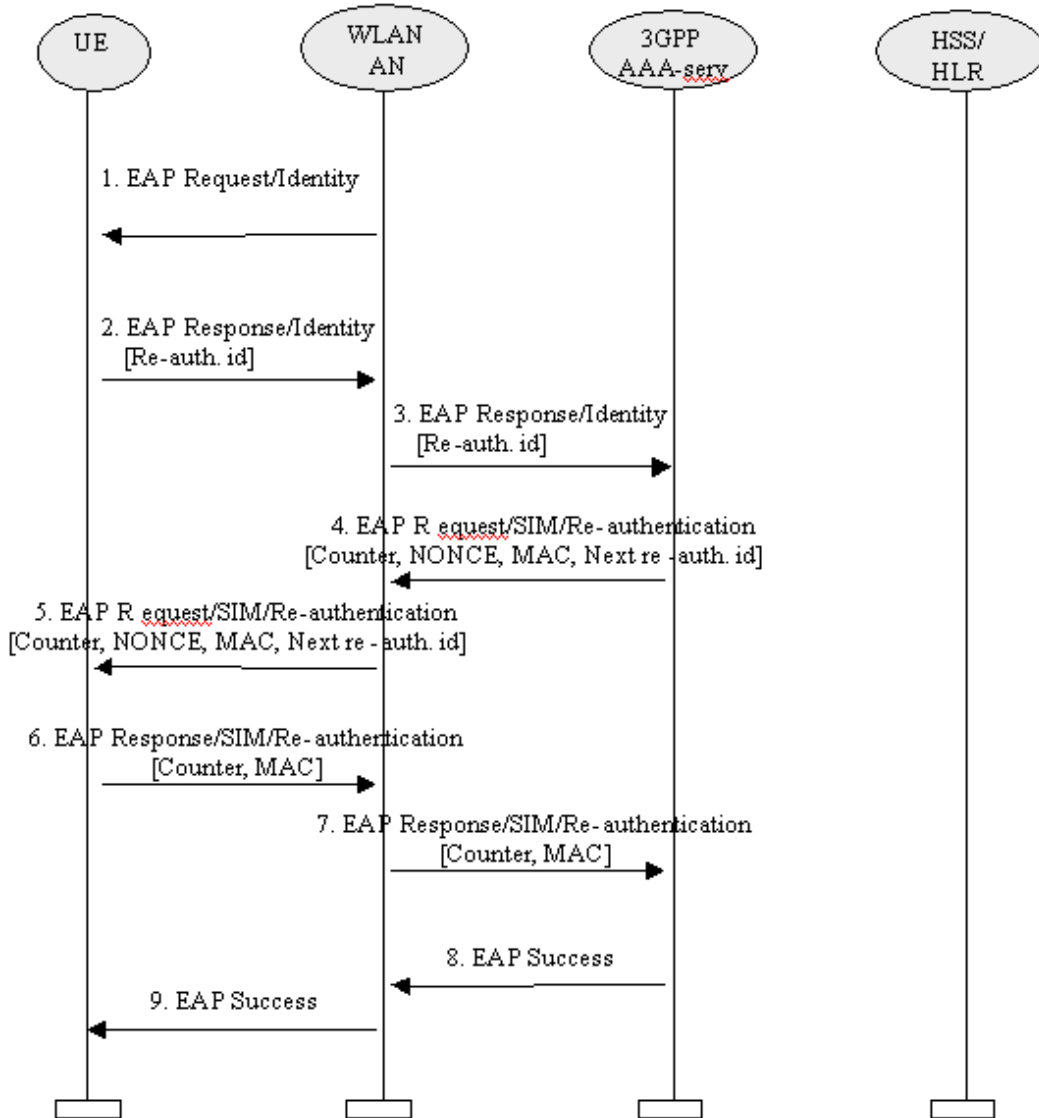 UE
WLAN
AN
3GPP
AAA-serv
HSS/
HLR
1. EAP Request/Identity
2. EAP Response/Identity
[Re-auth. id]
3. EAP Response/Identity
[Re-auth. id]
4. EAP R equest/SIM/Re-authentication
[Counter, NONCE, MAC, Next re-auth. id]
5. EAP R equest/SIM/Re-authentication
[Counter, NONCE, MAC, Next re-auth. id]
6. EAP Response/SIM/Re-authentication
[Counter, MAC]
7. EAP Response/SIM/Re-authentication
[Counter, MAC]
8. EAP Success
9. EAP Success